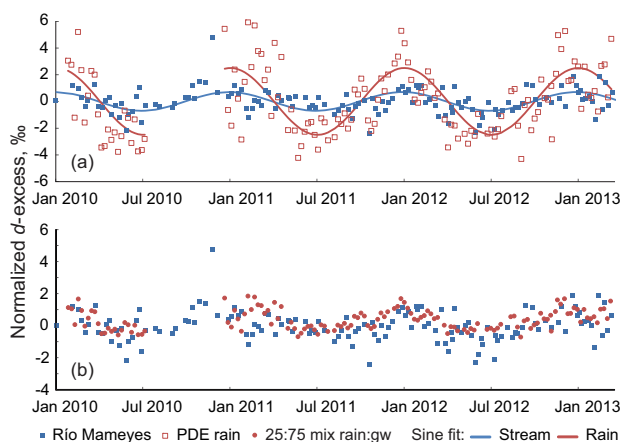 Normalized d-excess, ‰
6
4
2
0
-2
-4
-6
(a)
Jan 2010 Jul 2010 Jan 2011 Jul 2011 Jan 2012 Jul 2012 Jan 2013
6
4
2
0
-2
-4
(b)
Jan 2010 Jul 2010 Jan 2011 Jul 2011 Jan 2012 Jul 2012 Jan 2013
Río Mameyes PDE rain 25:75 mix rain:gw Sine fit: Stream Rain